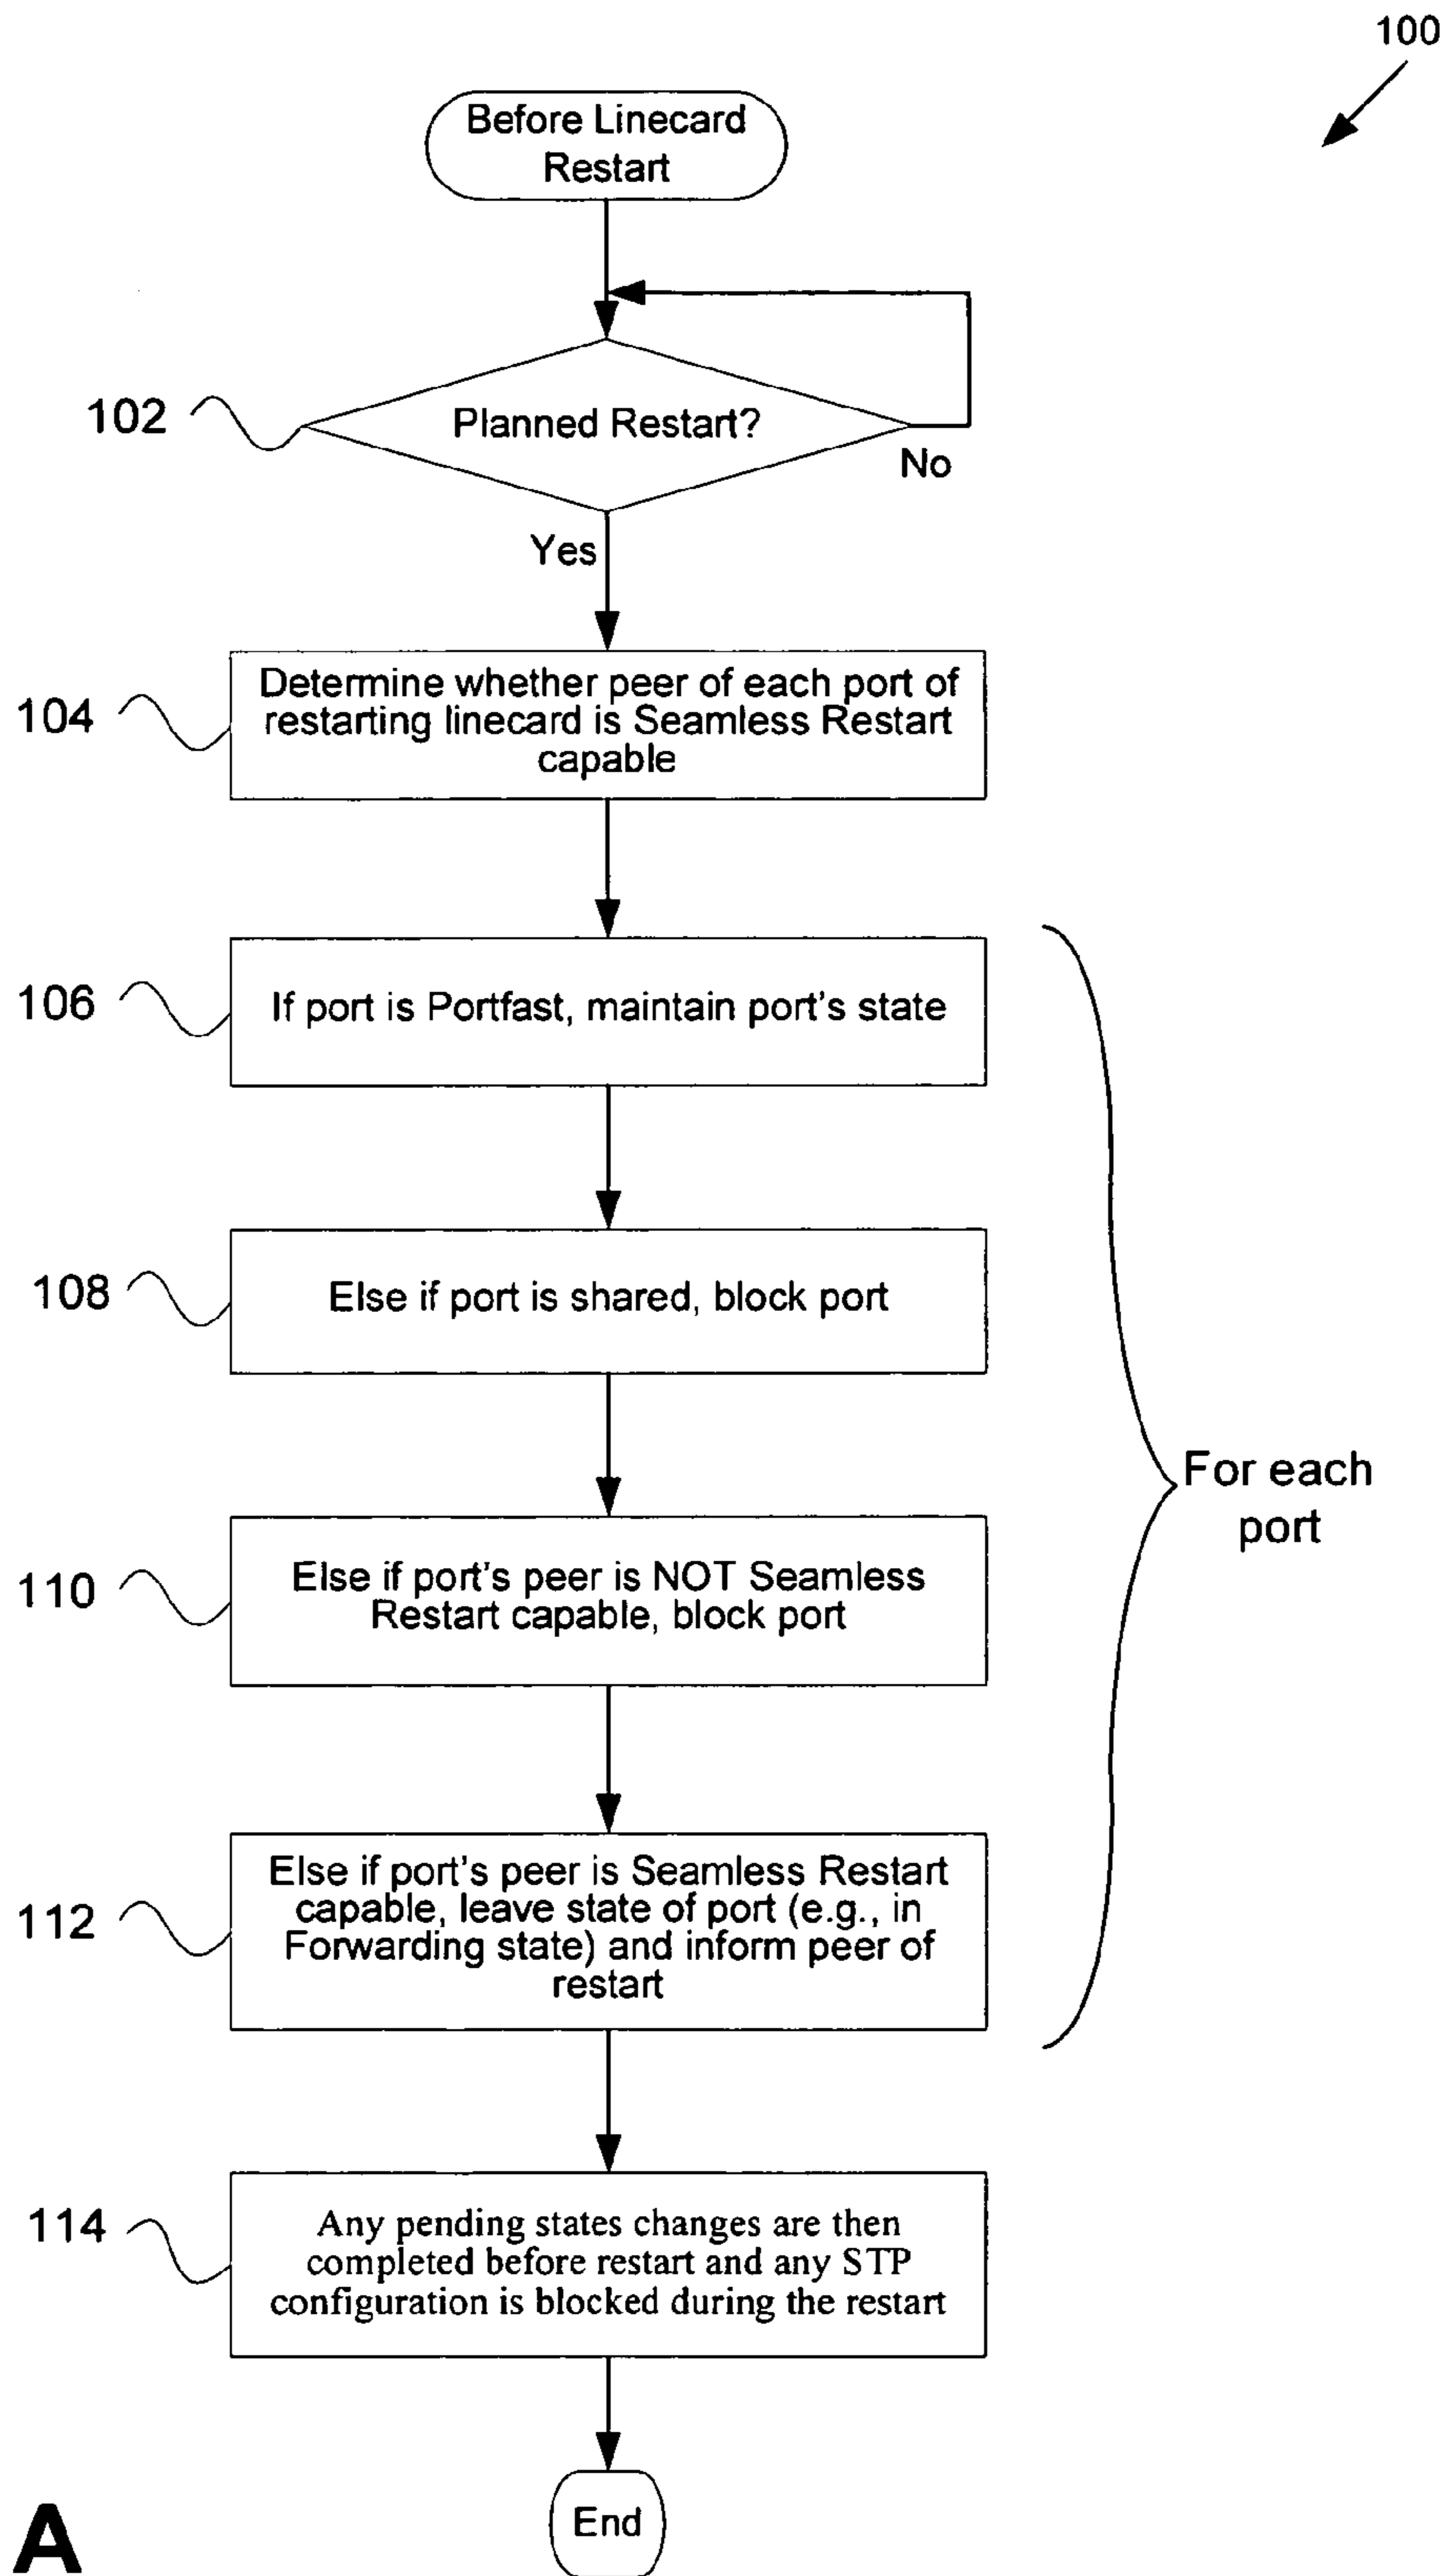 100
Before Linecard
Restart
102
Planned Restart?
No
Yes
104
Determine whether peer of each port of
restarting linecard is Seamless Restart
capable
106
If port is Portfast, maintain port's state
108
Else if port is shared, block port
For each
port
110
Else if port's peer is NOT Seamless
Restart capable, block port
112
Else if port's peer is Seamless Restart
capable, leave state of port (e.g., in
Forwarding state) and inform peer of
restart
114
Any pending states changes are then
completed before restart and any STP
configuration is blocked during the restart
End
A